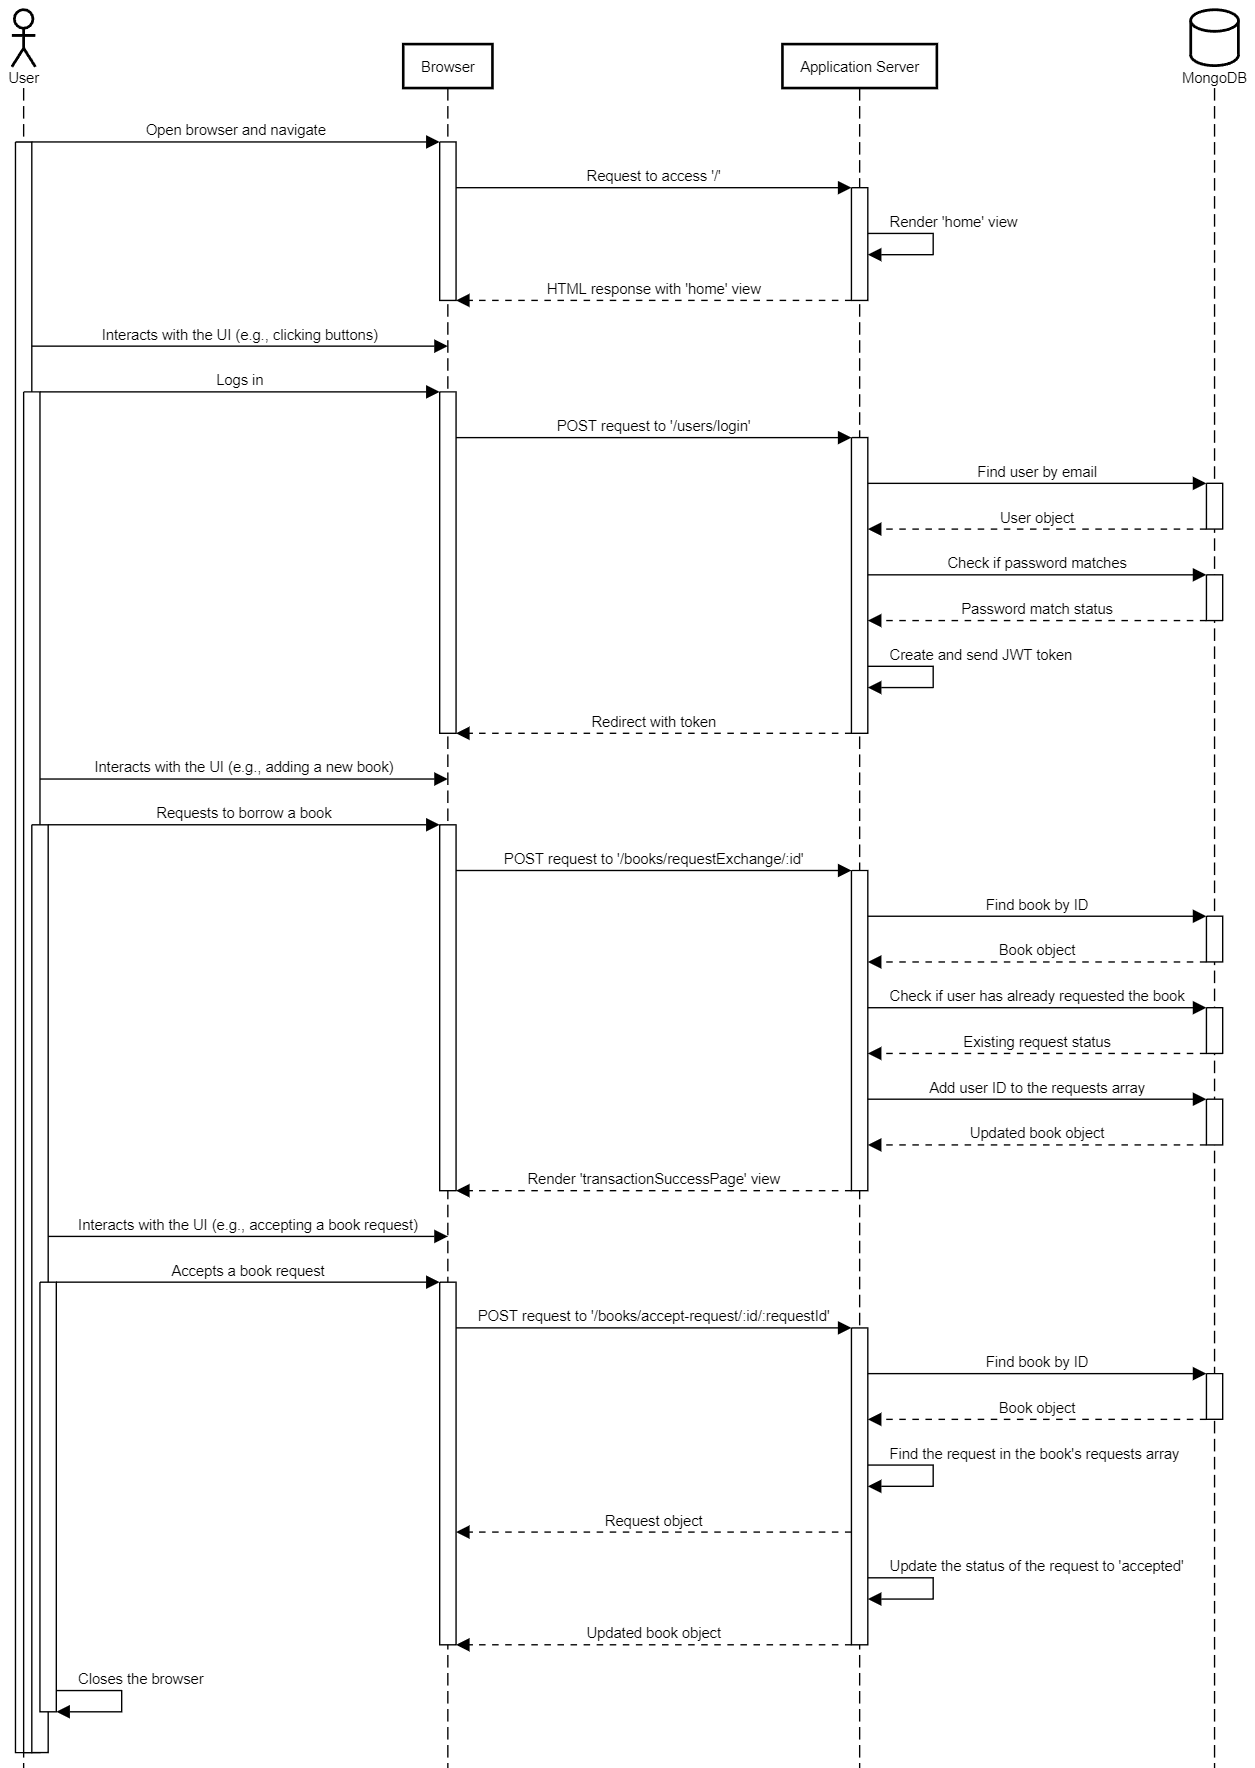 User
Browser
Application Server
MongoDB
Open browser and navigate
Request to access '/'
Render 'home' view
HTML response with 'home' view
Interacts with the UI (e.g., clicking buttons)
Logs in
POST request to '/users/login'
Find user by email
User object
Check if password matches
Password match status
Create and send JWT token
Redirect with token
Interacts with the UI (e.g., adding a new book)
Requests to borrow a book
POST request to '/books/requestExchange/:id'
Find book by ID
Book object
Check if user has already requested the book
Existing request status
Add user ID to the requests array
Updated book object
Render 'transactionSuccessPage' view
Interacts with the UI (e.g., accepting a book request)
Accepts a book request
POST request to '/books/accept-request/:id/:requestId'
Find book by ID
Book object
Find the request in the book's requests array
Request object
Update the status of the request to 'accepted'
Updated book object
Closes the browser